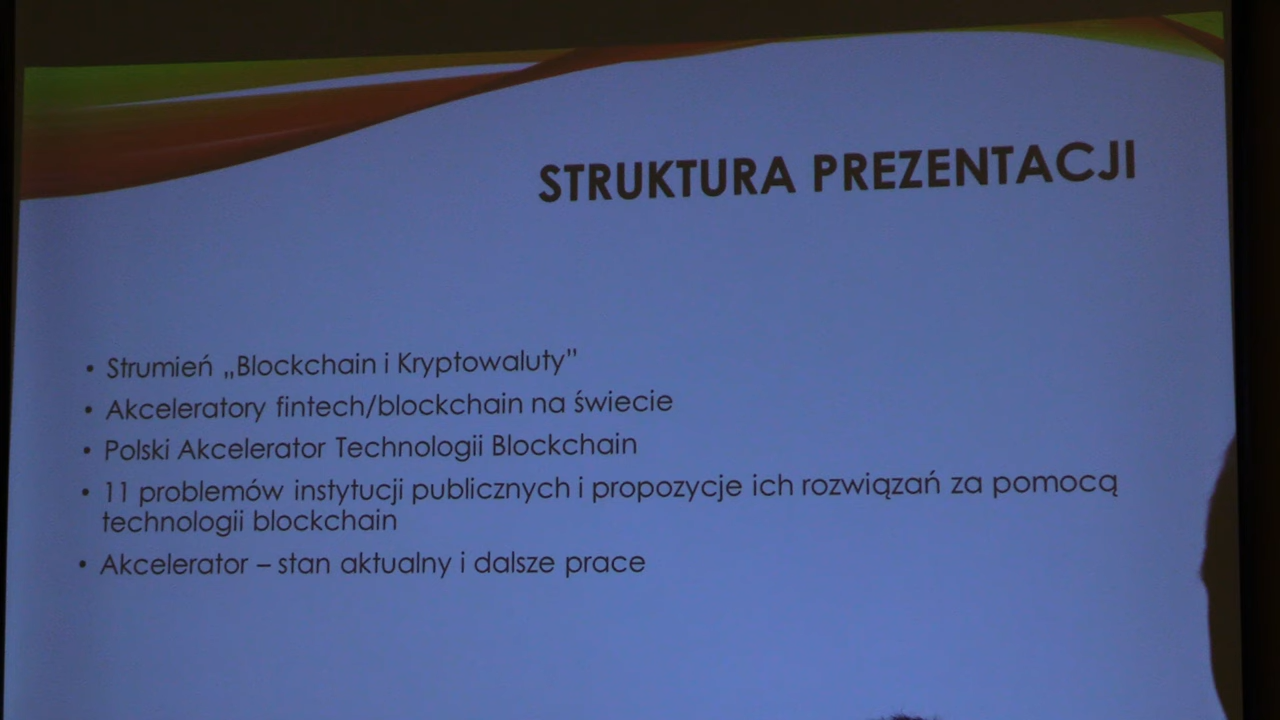 STRUKTURA PREZENTACJI
• Strumień „Blockchain i Kryptowaluty”
• Akceleratory fintech/blockchain na świecie
• Polski Akcelerator Technologii Blockchain
• 11 problemów instytucji publicznych i propozycje ich rozwiązań za pomocą
technologii blockchain
• Akcelerator – stan aktualny i dalsze prace